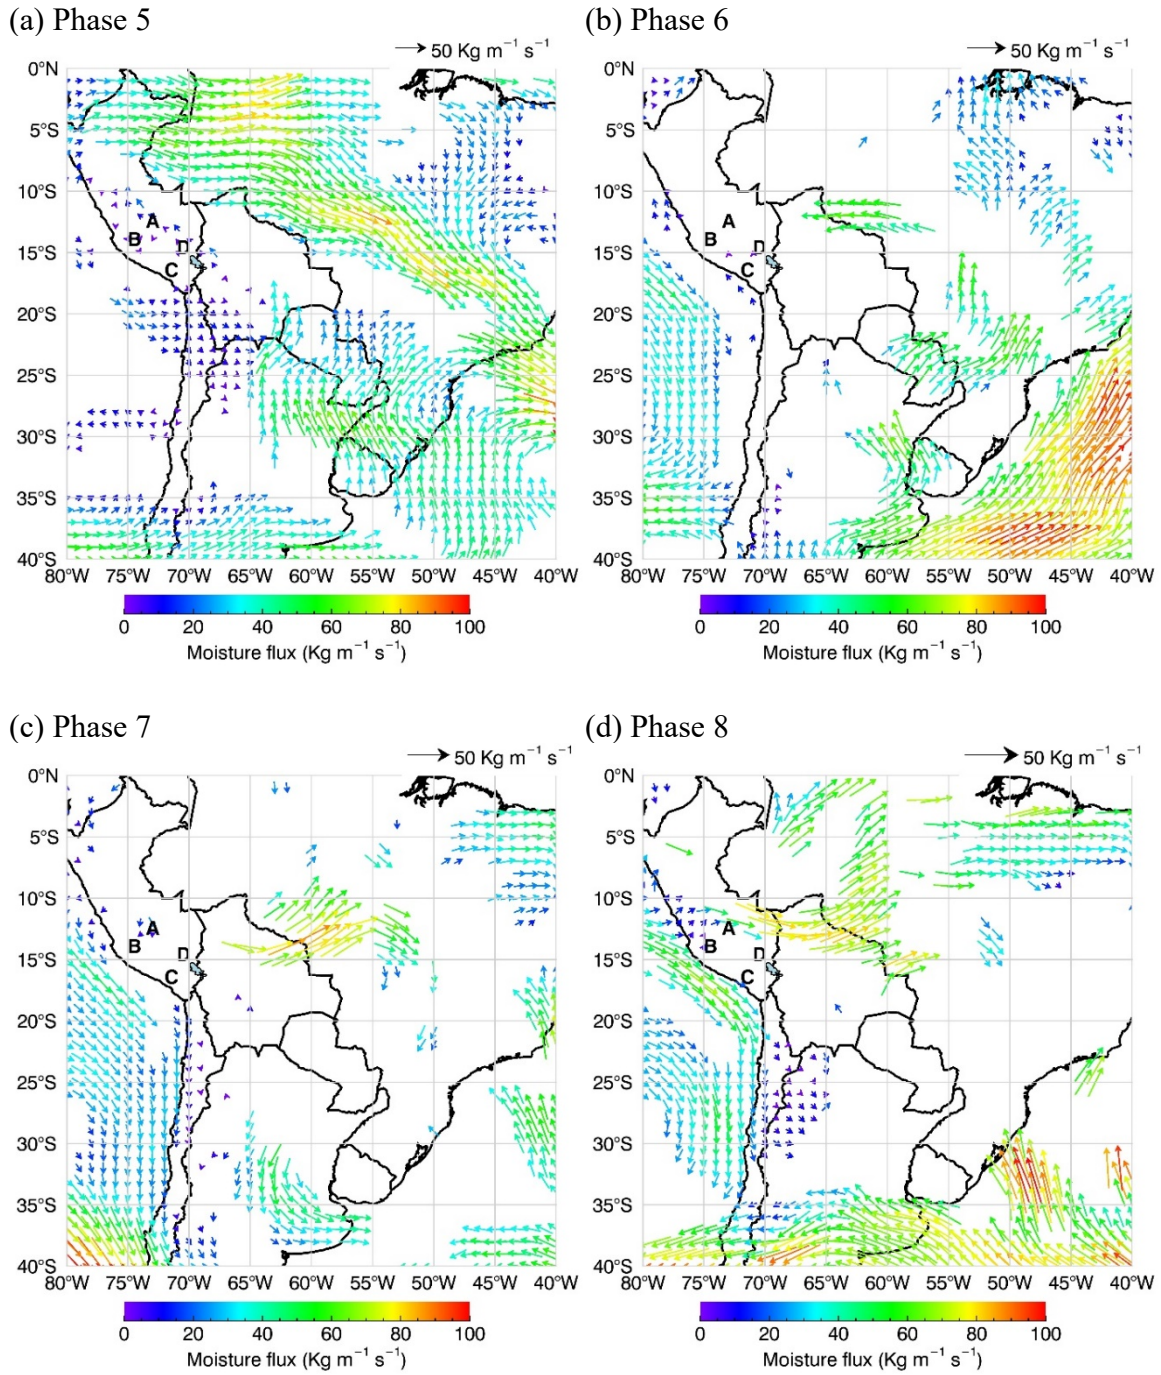 (a) Phase 5
(b) Phase 6
50 Kg m⁻¹ s⁻¹
50 Kg m⁻¹ s⁻¹
0°N
5°S
10°S
15°S
20°S
25°S
30°S
35°S
40°S
A
B
C
D
80°W 75°W 70°W 65°W 60°W 55°W 50°W 45°W 40°W
0 20 40 60 80 100
Moisture flux (Kg m⁻¹ s⁻¹)
0°N
5°S
10°S
15°S
20°S
25°S
30°S
35°S
40°S
A
B
C
D
80°W 75°W 70°W 65°W 60°W 55°W 50°W 45°W 40°W
0 20 40 60 80 100
Moisture flux (Kg m⁻¹ s⁻¹)
(c) Phase 7
(d) Phase 8
50 Kg m⁻¹ s⁻¹
50 Kg m⁻¹ s⁻¹
0°N
5°S
10°S
15°S
20°S
25°S
30°S
35°S
40°S
A
B
C
D
80°W 75°W 70°W 65°W 60°W 55°W 50°W 45°W 40°W
0 20 40 60 80 100
Moisture flux (Kg m⁻¹ s⁻¹)
0°N
5°S
10°S
15°S
20°S
25°S
30°S
35°S
40°S
A
B
C
D
80°W 75°W 70°W 65°W 60°W 55°W 50°W 45°W 40°W
0 20 40 60 80 100
Moisture flux (Kg m⁻¹ s⁻¹)